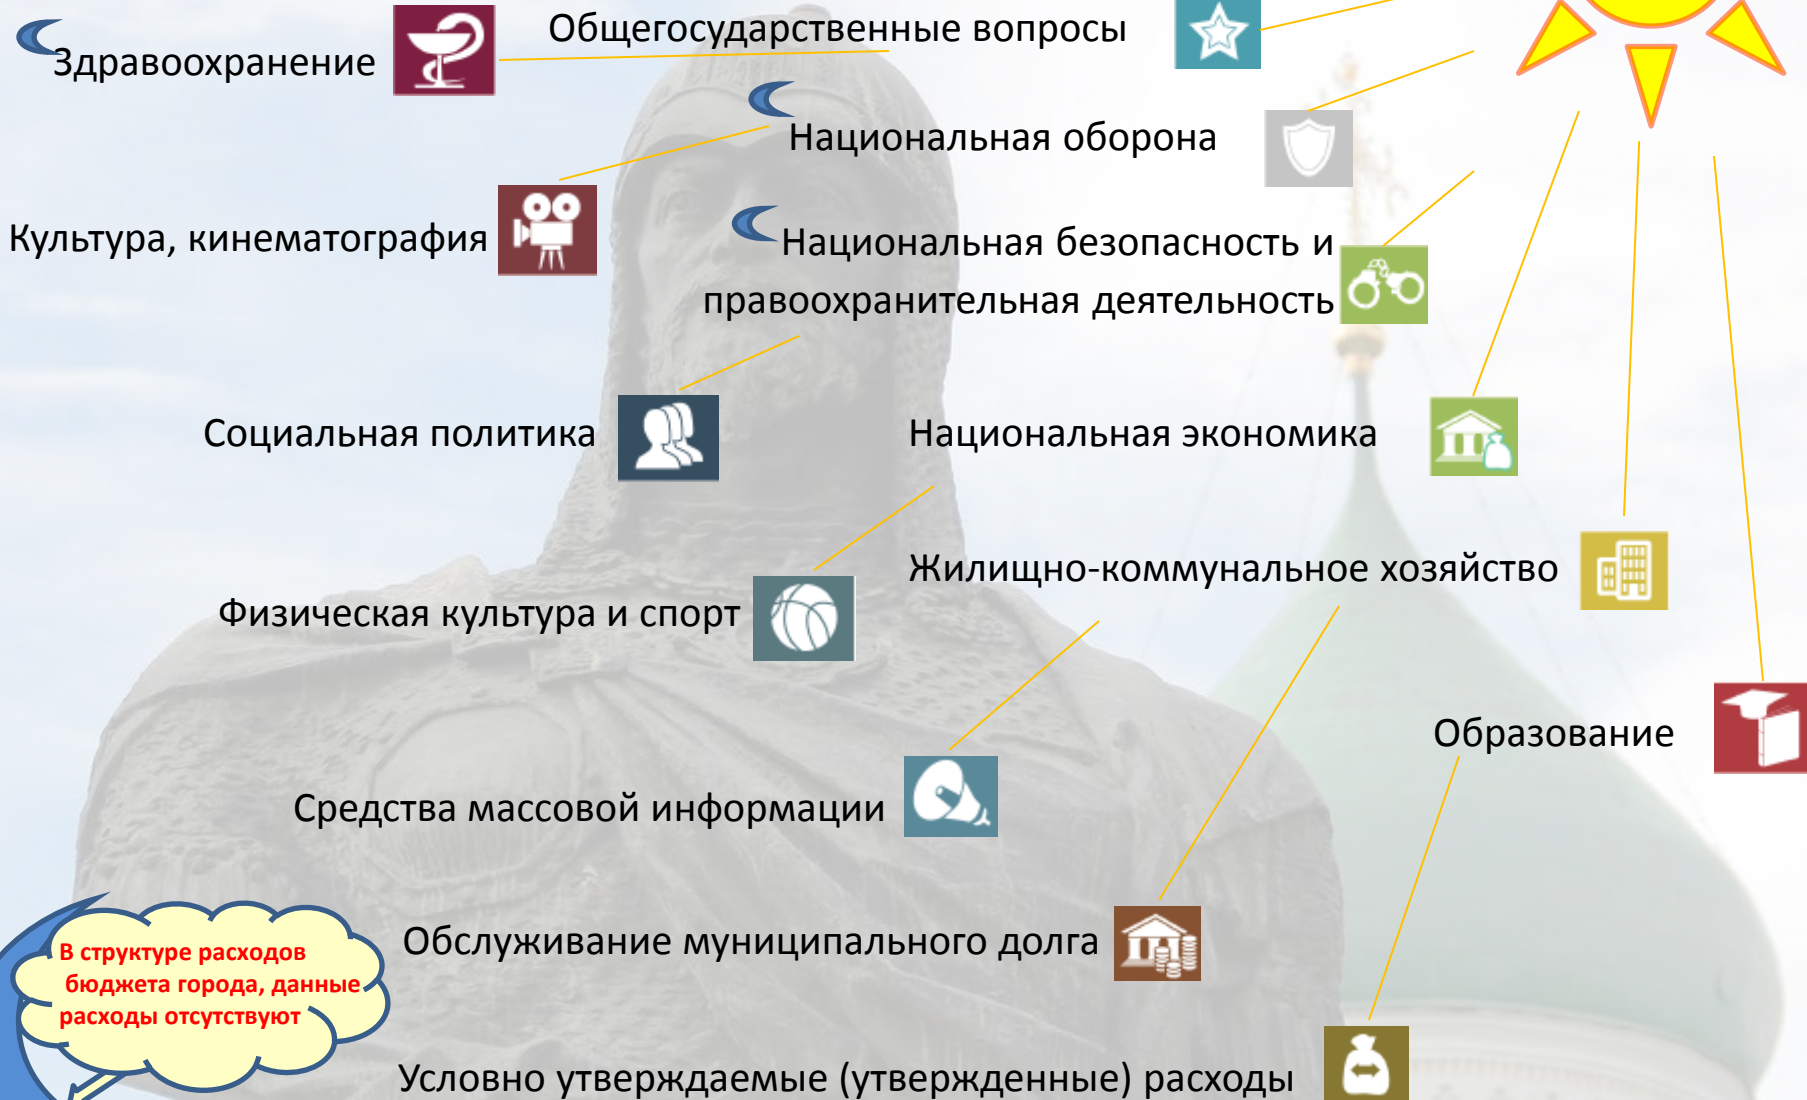 Общегосударственные вопросы
Здравоохранение
Национальная оборона
Культура, кинематография
Национальная безопасность и
правоохранительная деятельность
Социальная политика
Национальная экономика
Жилищно-коммунальное хозяйство
Физическая культура и спорт
Образование
Средства массовой информации
Обслуживание муниципального долга
В структуре расходов
бюджета города, данные
расходы отсутствуют
Условно утверждаемые (утвержденные) расходы